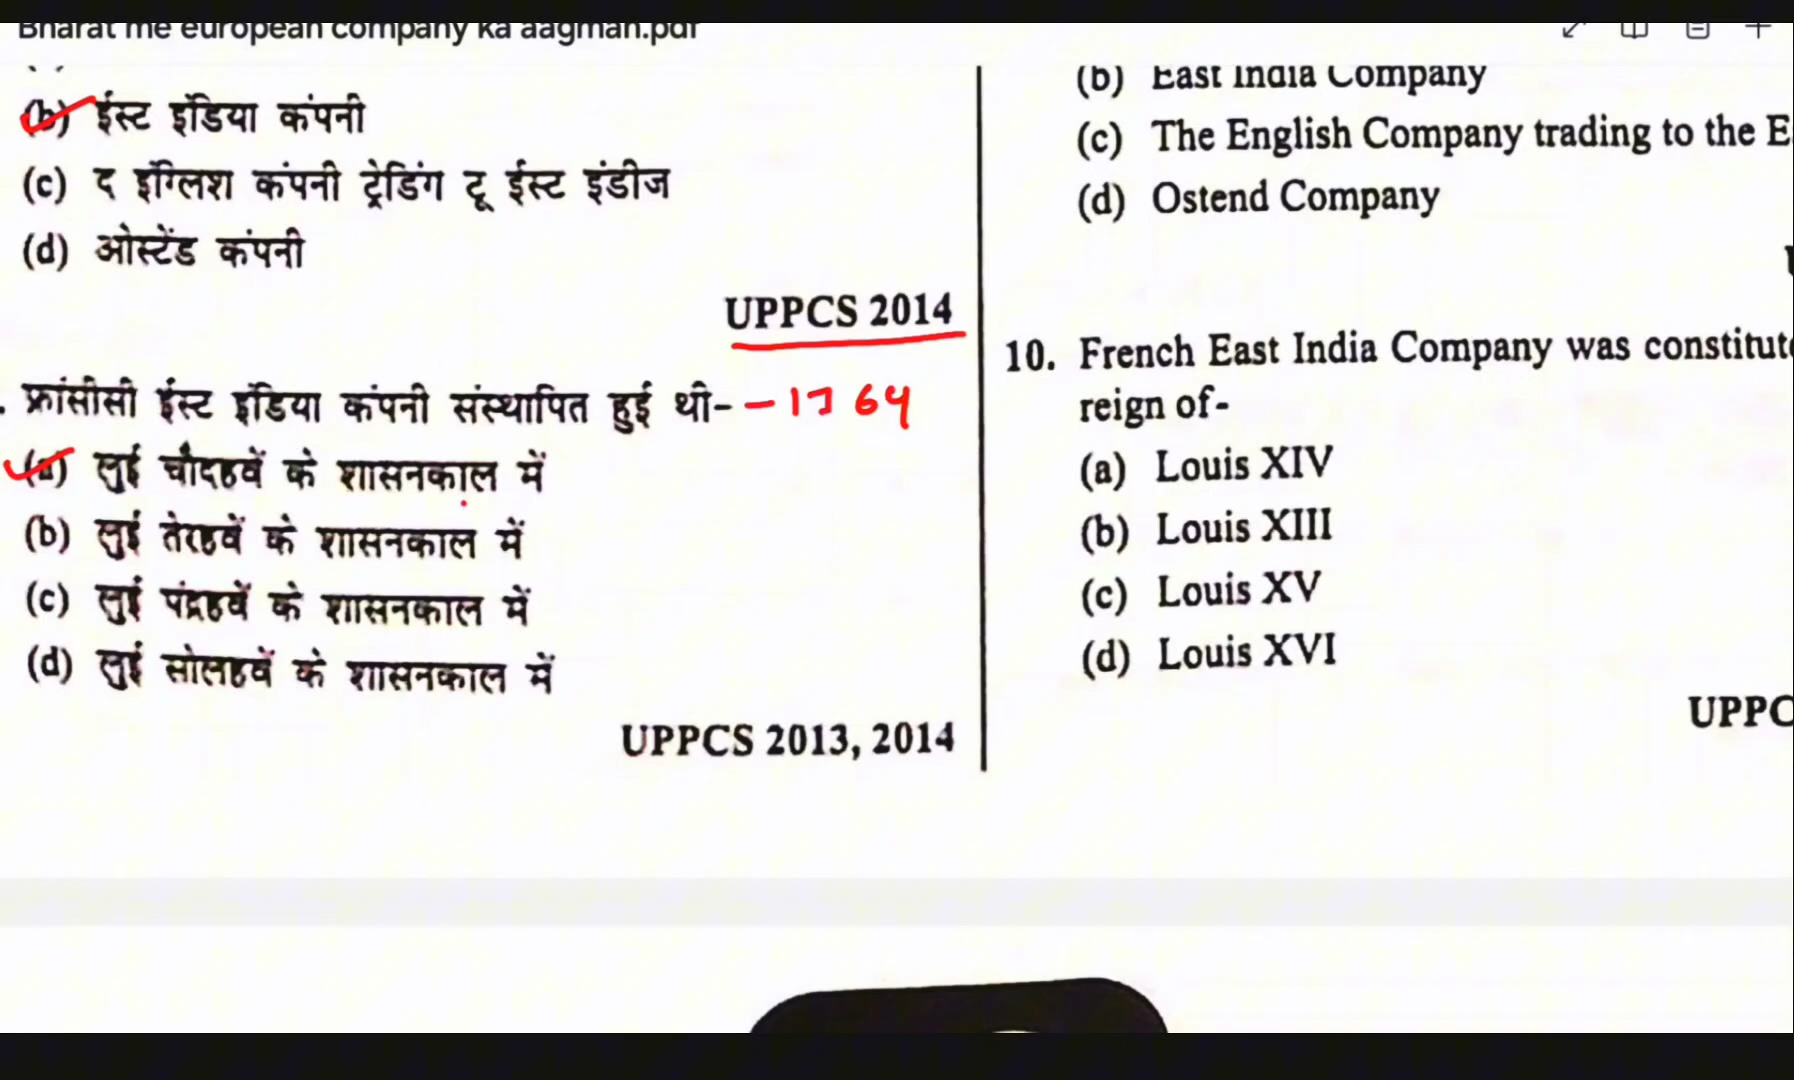 Bharat me european company ka aagman.pdf
(b) ईस्ट इंडिया कंपनी
(c) द इंग्लिश कंपनी ट्रेडिंग टू ईस्ट इंडीज
(d) ओस्टेंड कंपनी
UPPCS 2014
फ्रांसीसी ईस्ट इंडिया कंपनी संस्थापित हुई थी- - 1764
(a) लुई चौदहवें के शासनकाल में
(b) लुई तेरहवें के शासनकाल में
(c) लुई पंद्रहवें के शासनकाल में
(d) लुई सोलहवें के शासनकाल में
UPPCS 2013, 2014
(b) East India Company
(c) The English Company trading to the E
(d) Ostend Company
10. French East India Company was constitut
reign of-
(a) Louis XIV
(b) Louis XIII
(c) Louis XV
(d) Louis XVI
UPPC